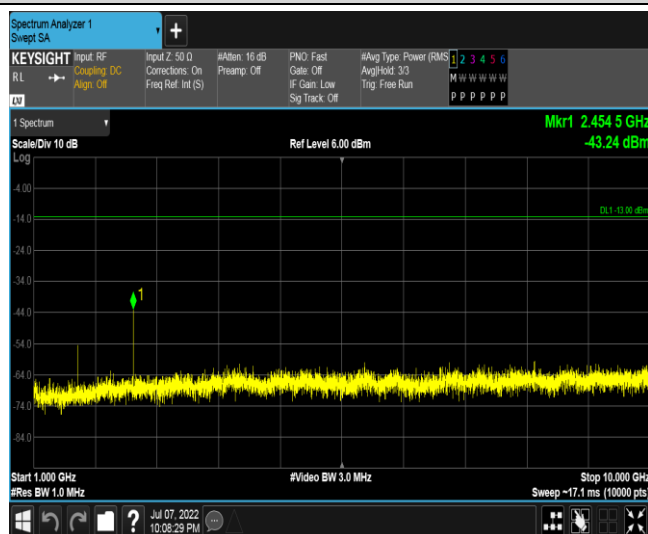 Spectrum Analyzer 1
Swept SA
+
KEYSIGHT
RL
LXI
Input: RF
Coupling: DC
Align: Off
Input Z: 50 Ω
Corrections: On
Freq Ref: Int (S)
#Atten: 16 dB
Preamp: Off
PNO: Fast
Gate: Off
IF Gain: Low
Sig Track: Off
#Avg Type: Power (RMS
Avg|Hold: 3/3
Trig: Free Run
1 2 3 4 5 6
M W W W W W
P P P P P P
1 Spectrum
Mkr1 2.454 5 GHz
Scale/Div 10 dB
Ref Level 6.00 dBm
-43.24 dBm
Log
-4.00
DL1 -13.00 dBm
-14.0
-24.0
-34.0
1
-44.0
-54.0
-64.0
-74.0
-84.0
Start 1.000 GHz
#Video BW 3.0 MHz
Stop 10.000 GHz
#Res BW 1.0 MHz
Sweep ~17.1 ms (10000 pts)
?
Jul 07, 2022
10:08:29 PM